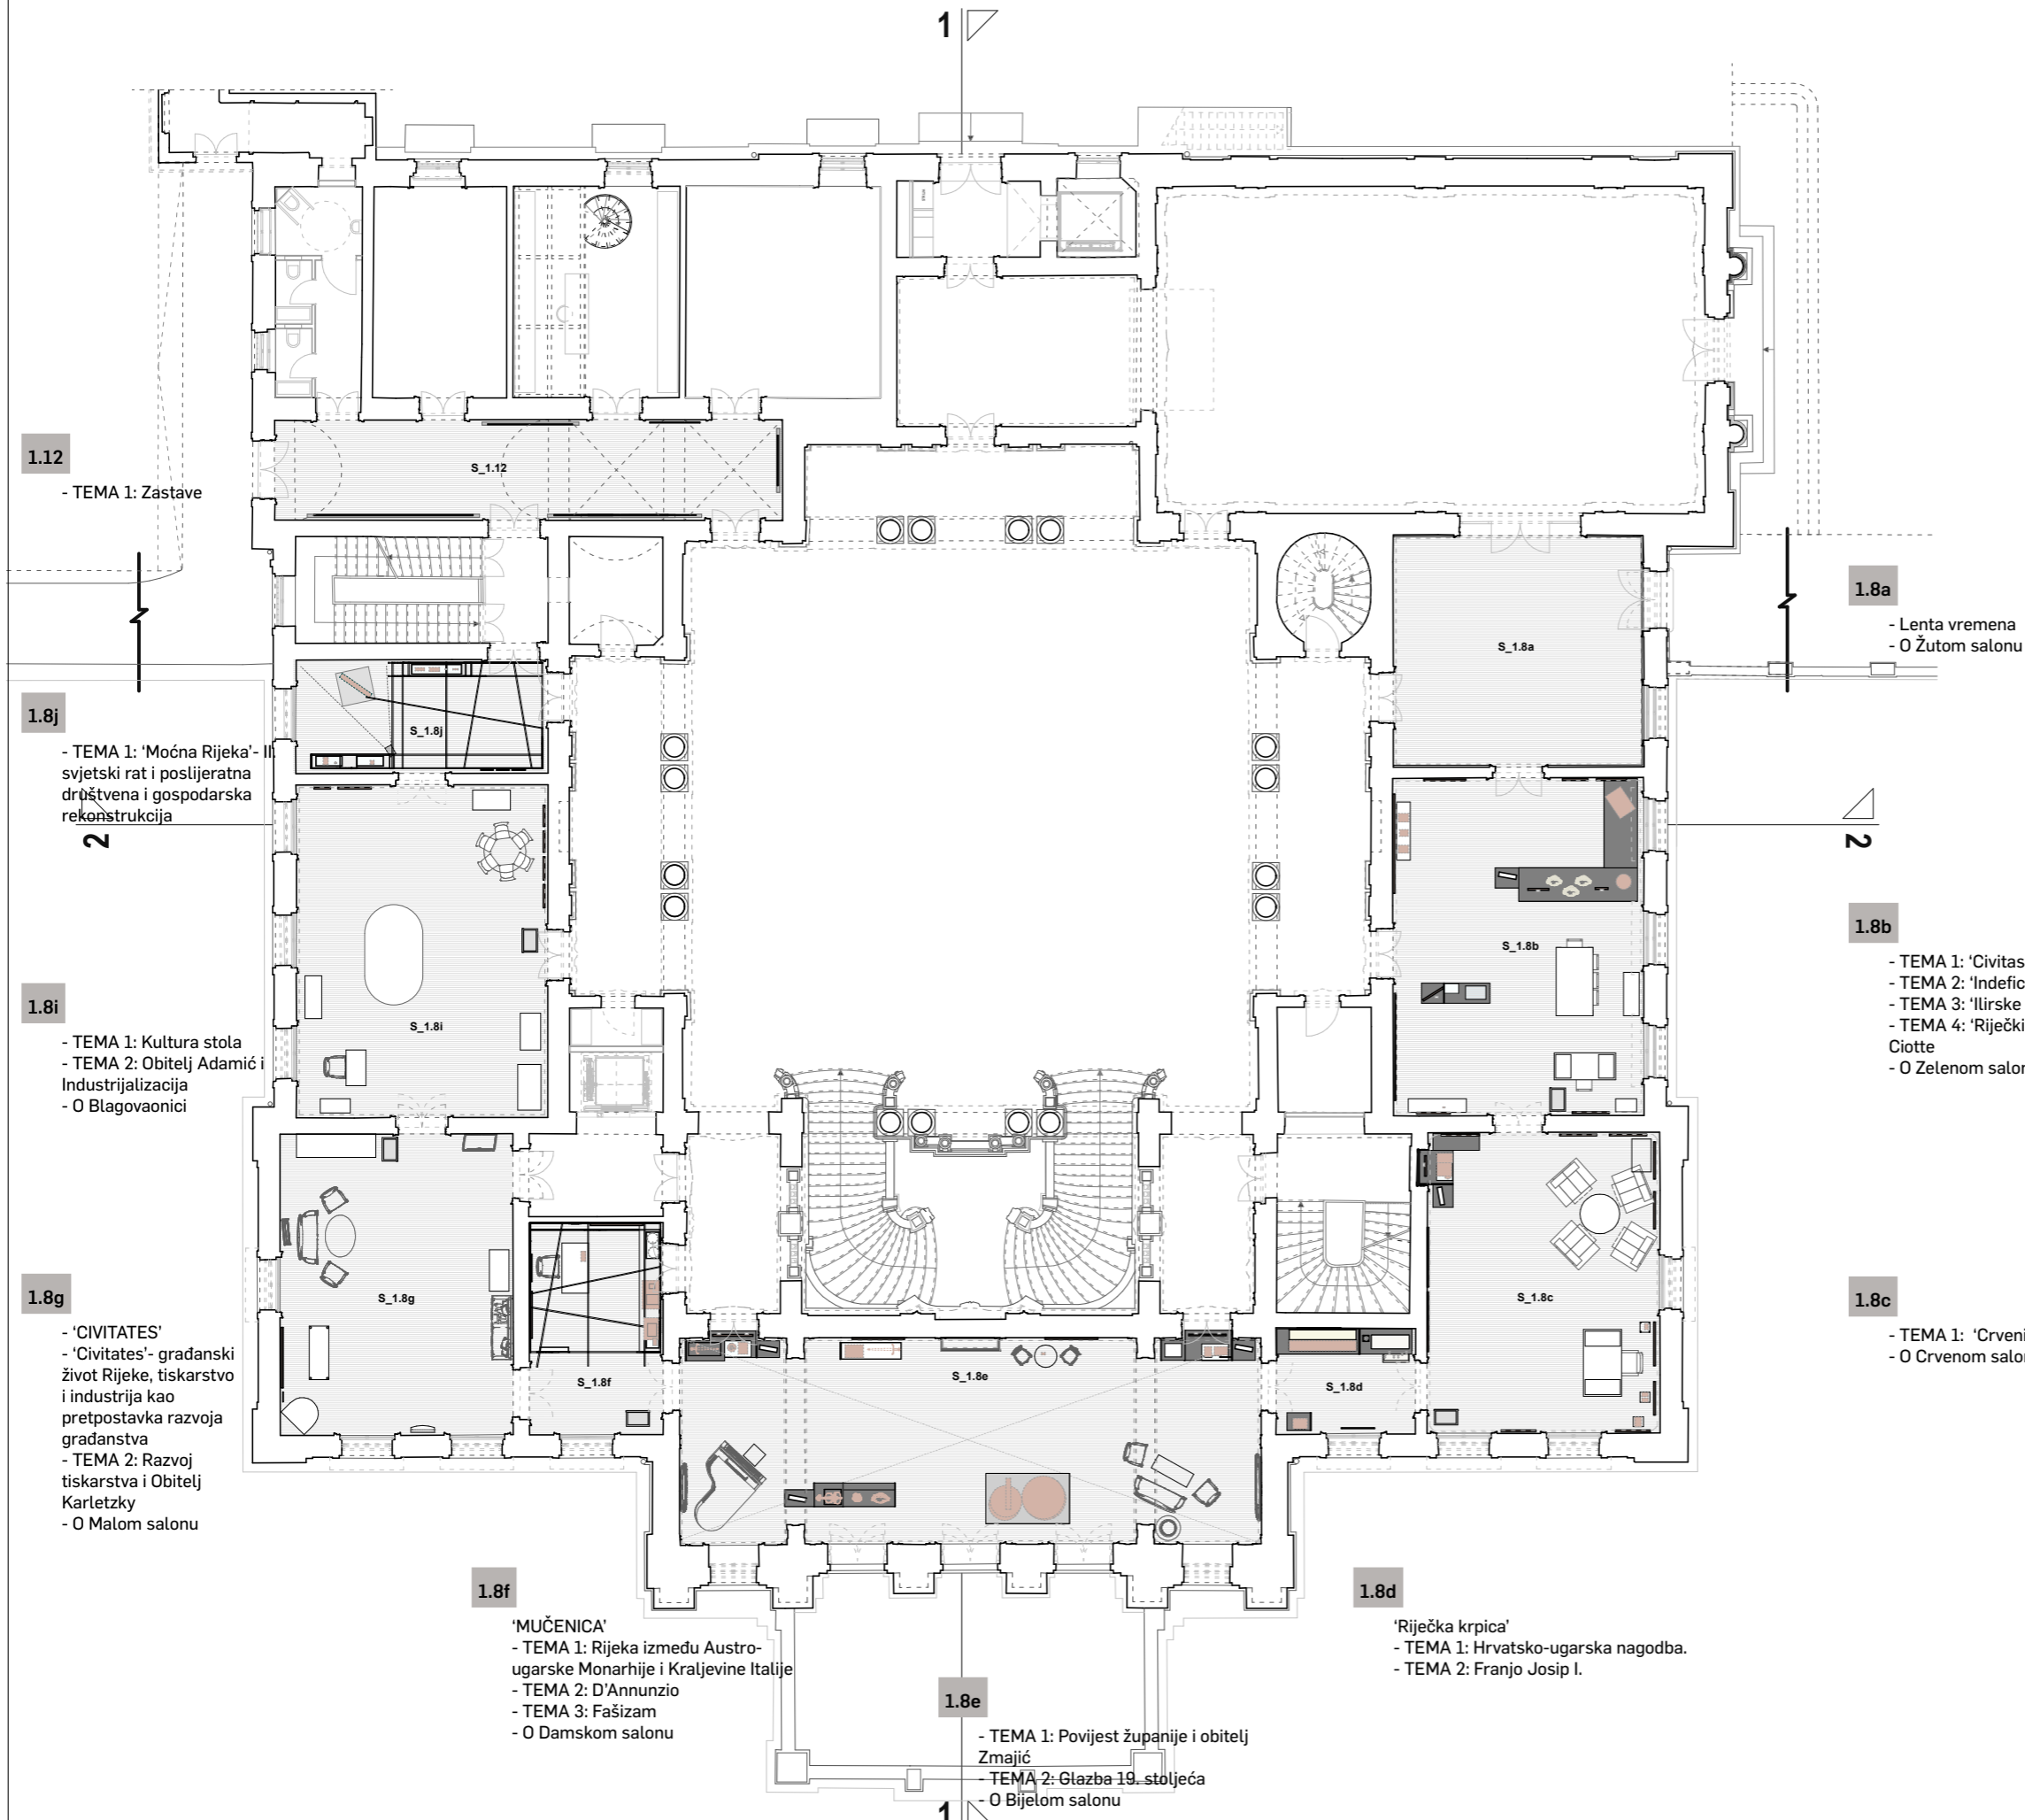 1
1.12
- TEMA 1: Zastave
S_1.12
1.8a
- Lenta vremena
- O Žutom salonu
S_1.8a
1.8j
- TEMA 1: ‘Moćna Rijeka’- II.
svjetski rat i poslijeratna
društvena i gospodarska
rekonstrukcija
S_1.8j
2
2
1.8b
- TEMA 1: ‘Civitas
- TEMA 2: ‘Indefic
- TEMA 3: ‘Ilirske
- TEMA 4: ‘Riječki
Ciotte
- O Zelenom salon
S_1.8b
1.8i
- TEMA 1: Kultura stola
- TEMA 2: Obitelj Adamić i
Industrijalizacija
- O Blagovaonici
S_1.8i
1.8g
- ‘CIVITATES’
- ‘Civitates’- građanski
život Rijeke, tiskarstvo
i industrija kao
pretpostavka razvoja
građanstva
- TEMA 2: Razvoj
tiskarstva i Obitelj
Karletzky
- O Malom salonu
S_1.8g
S_1.8f
S_1.8e
S_1.8d
S_1.8c
1.8c
- TEMA 1: ‘Crveni
- O Crvenom salon
1.8f
‘MUČENICA’
- TEMA 1: Rijeka između Austro-
ugarske Monarhije i Kraljevine Italije
- TEMA 2: D’Annunzio
- TEMA 3: Fašizam
- O Damskom salonu
1.8d
‘Riječka krpica’
- TEMA 1: Hrvatsko-ugarska nagodba.
- TEMA 2: Franjo Josip I.
1.8e
- TEMA 1: Povijest županije i obitelj
Zmajić
- TEMA 2: Glazba 19. stoljeća
- O Bijelom salonu
1